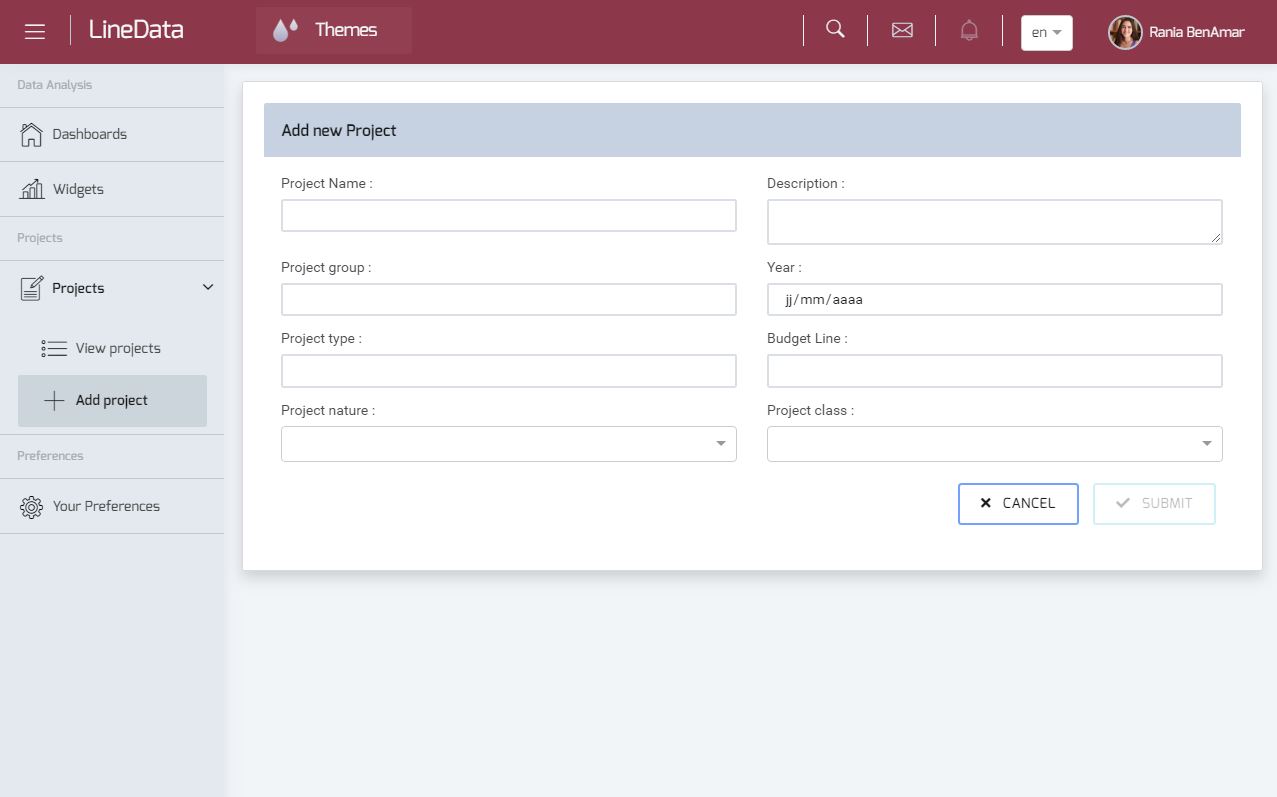 LineData
Themes
en
Rania BenAmar
Data Analysis
Dashboards
Widgets
Projects
Projects
View projects
Add project
Preferences
Your Preferences
Add new Project
Project Name :
Description :
Project group :
Year :
jj/mm/aaaa
Project type :
Budget Line :
Project nature :
Project class :
CANCEL
SUBMIT